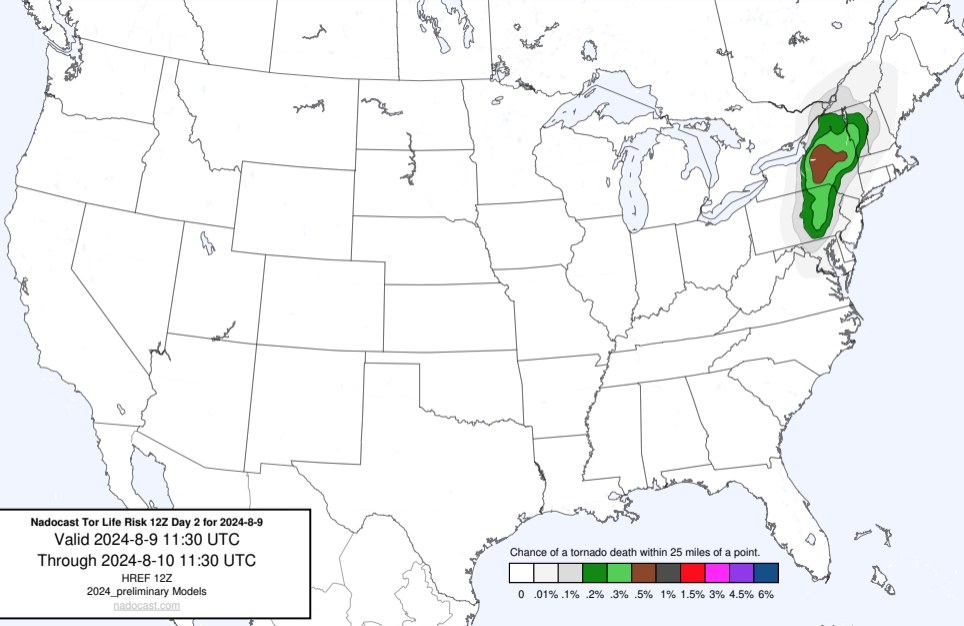 Nadocast Tor Life Risk 12Z Day 2 for 2024-8-9
Valid 2024-8-9 11:30 UTC
Through 2024-8-10 11:30 UTC
HREF 12Z
2024_preliminary Models
nadocast.com
Chance of a tornado death within 25 miles of a point.
0 .01% .1% .2% .3% .5% 1% 1.5% 3% 4.5% 6%